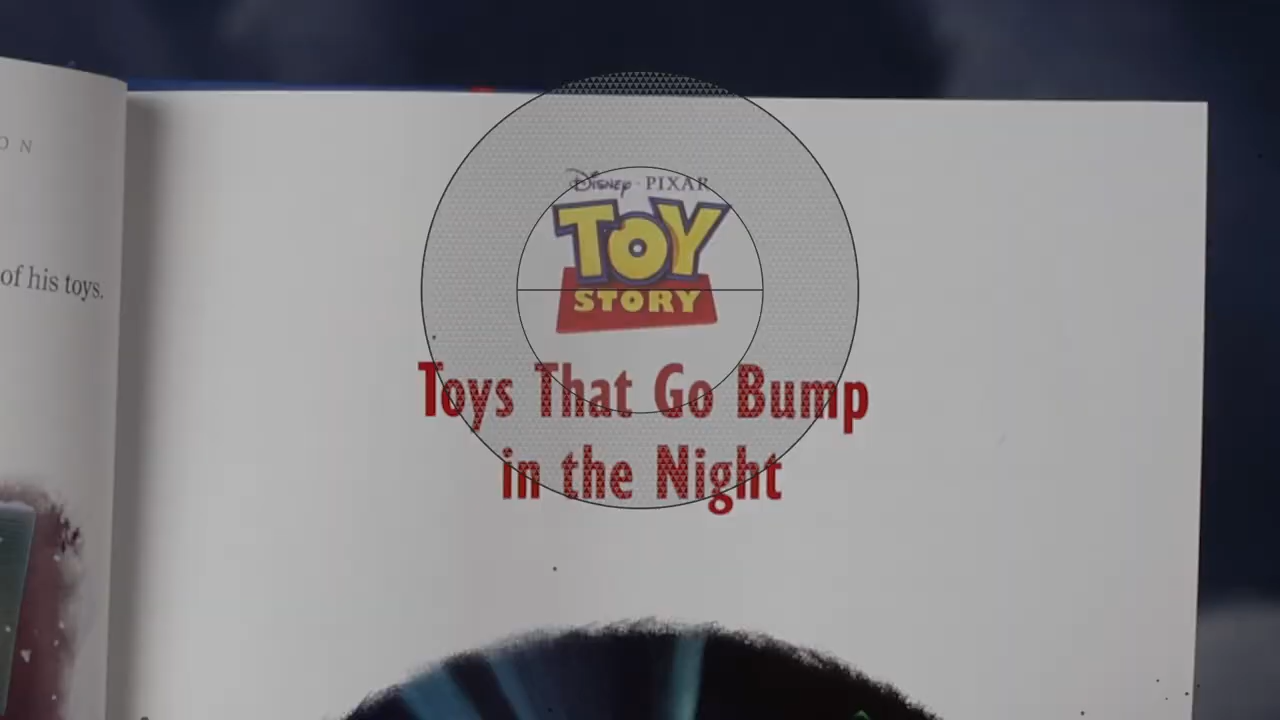 O N
of his toys.
Disney · PIXAR
TOY
STORY
Toys That Go Bump
in the Night